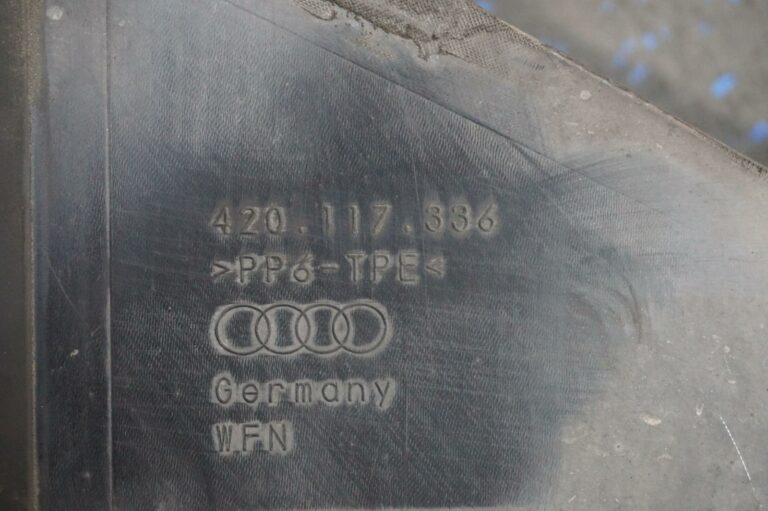 420.117.336
>PP6-TPE<
Germany
WFN